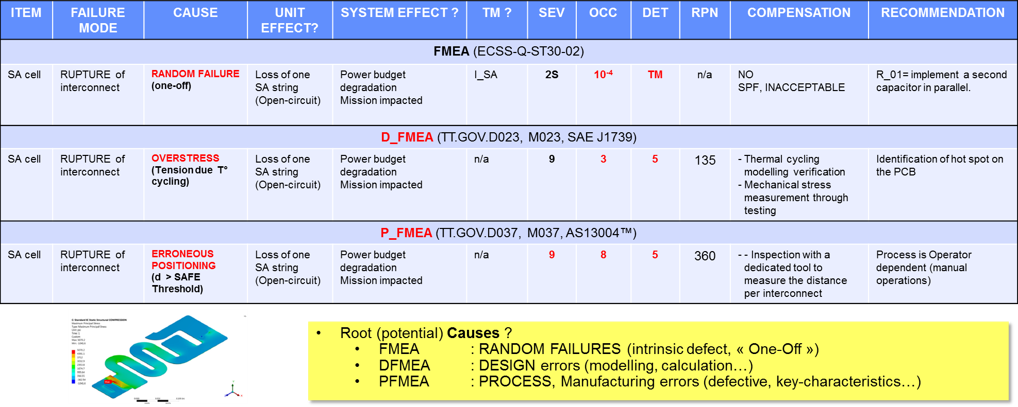 ITEM FAILURE MODE CAUSE UNIT EFFECT? SYSTEM EFFECT ? TM ? SEV OCC DET RPN COMPENSATION RECOMMENDATION
FMEA (ECSS-Q-ST30-02)
SA cell RUPTURE of interconnect RANDOM FAILURE (one-off) Loss of one SA string (Open-circuit) Power budget degradation Mission impacted I_SA 2S 10-4 TM n/a NO SPF, INACCEPTABLE R_01= implement a second capacitor in parallel.
D_FMEA (TT.GOV.D023, M023, SAE J1739)
SA cell RUPTURE of interconnect OVERSTRESS (Tension due T° cycling) Loss of one SA string (Open-circuit) Power budget degradation Mission impacted n/a 9 3 5 135 - Thermal cycling modelling verification - Mechanical stress measurement through testing Identification of hot spot on the PCB
P_FMEA (TT.GOV.D037, M037, AS13004™)
SA cell RUPTURE of interconnect ERRONEOUS POSITIONING (d > SAFE Threshold) Loss of one SA string (Open-circuit) Power budget degradation Mission impacted n/a 9 8 5 360 - - Inspection with a dedicated tool to measure the distance per interconnect Process is Operator dependent (manual operations)
• Root (potential) Causes ?
• FMEA : RANDOM FAILURES (intrinsic defect, « One-Off »)
• DFMEA : DESIGN errors (modelling, calculation…)
• PFMEA : PROCESS, Manufacturing errors (defective, key-characteristics…)